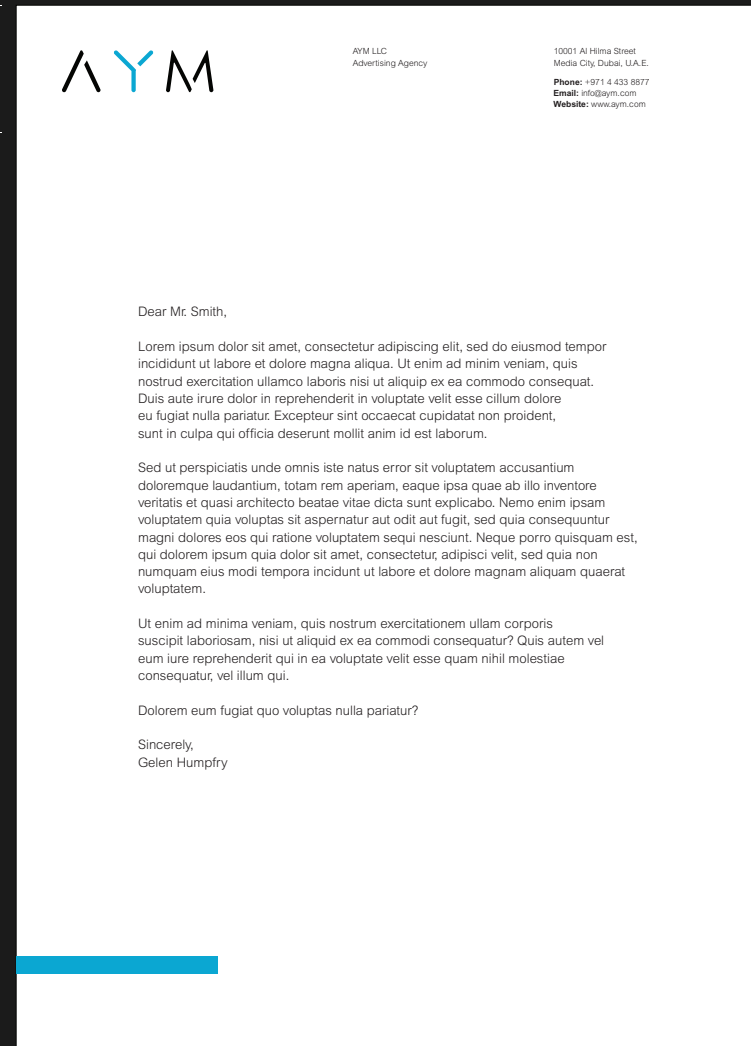 AYM
AYM LLC
Advertising Agency
10001 Al Hilma Street
Media City, Dubai, U.A.E.
Phone: +971 4 433 8877
Email: info@aym.com
Website: www.aym.com
Dear Mr. Smith,
Lorem ipsum dolor sit amet, consectetur adipiscing elit, sed do eiusmod tempor
incididunt ut labore et dolore magna aliqua. Ut enim ad minim veniam, quis
nostrud exercitation ullamco laboris nisi ut aliquip ex ea commodo consequat.
Duis aute irure dolor in reprehenderit in voluptate velit esse cillum dolore
eu fugiat nulla pariatur. Excepteur sint occaecat cupidatat non proident,
sunt in culpa qui officia deserunt mollit anim id est laborum.
Sed ut perspiciatis unde omnis iste natus error sit voluptatem accusantium
doloremque laudantium, totam rem aperiam, eaque ipsa quae ab illo inventore
veritatis et quasi architecto beatae vitae dicta sunt explicabo. Nemo enim ipsam
voluptatem quia voluptas sit aspernatur aut odit aut fugit, sed quia consequuntur
magni dolores eos qui ratione voluptatem sequi nesciunt. Neque porro quisquam est,
qui dolorem ipsum quia dolor sit amet, consectetur, adipisci velit, sed quia non
numquam eius modi tempora incidunt ut labore et dolore magnam aliquam quaerat
voluptatem.
Ut enim ad minima veniam, quis nostrum exercitationem ullam corporis
suscipit laboriosam, nisi ut aliquid ex ea commodi consequatur? Quis autem vel
eum iure reprehenderit qui in ea voluptate velit esse quam nihil molestiae
consequatur, vel illum qui.
Dolorem eum fugiat quo voluptas nulla pariatur?
Sincerely,
Gelen Humpfry